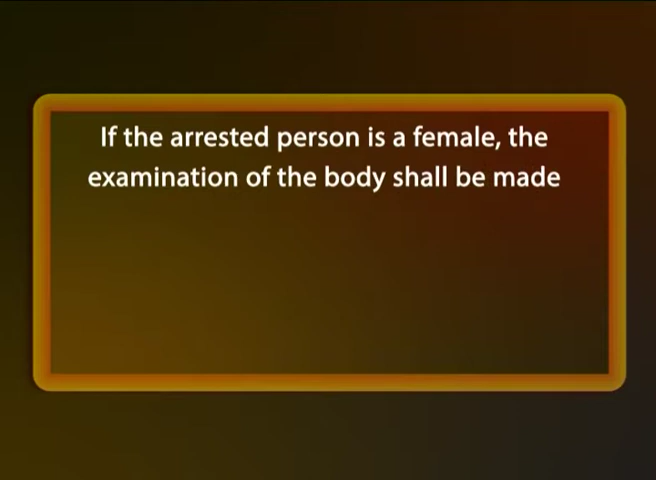 If the arrested person is a female, the
examination of the body shall be made